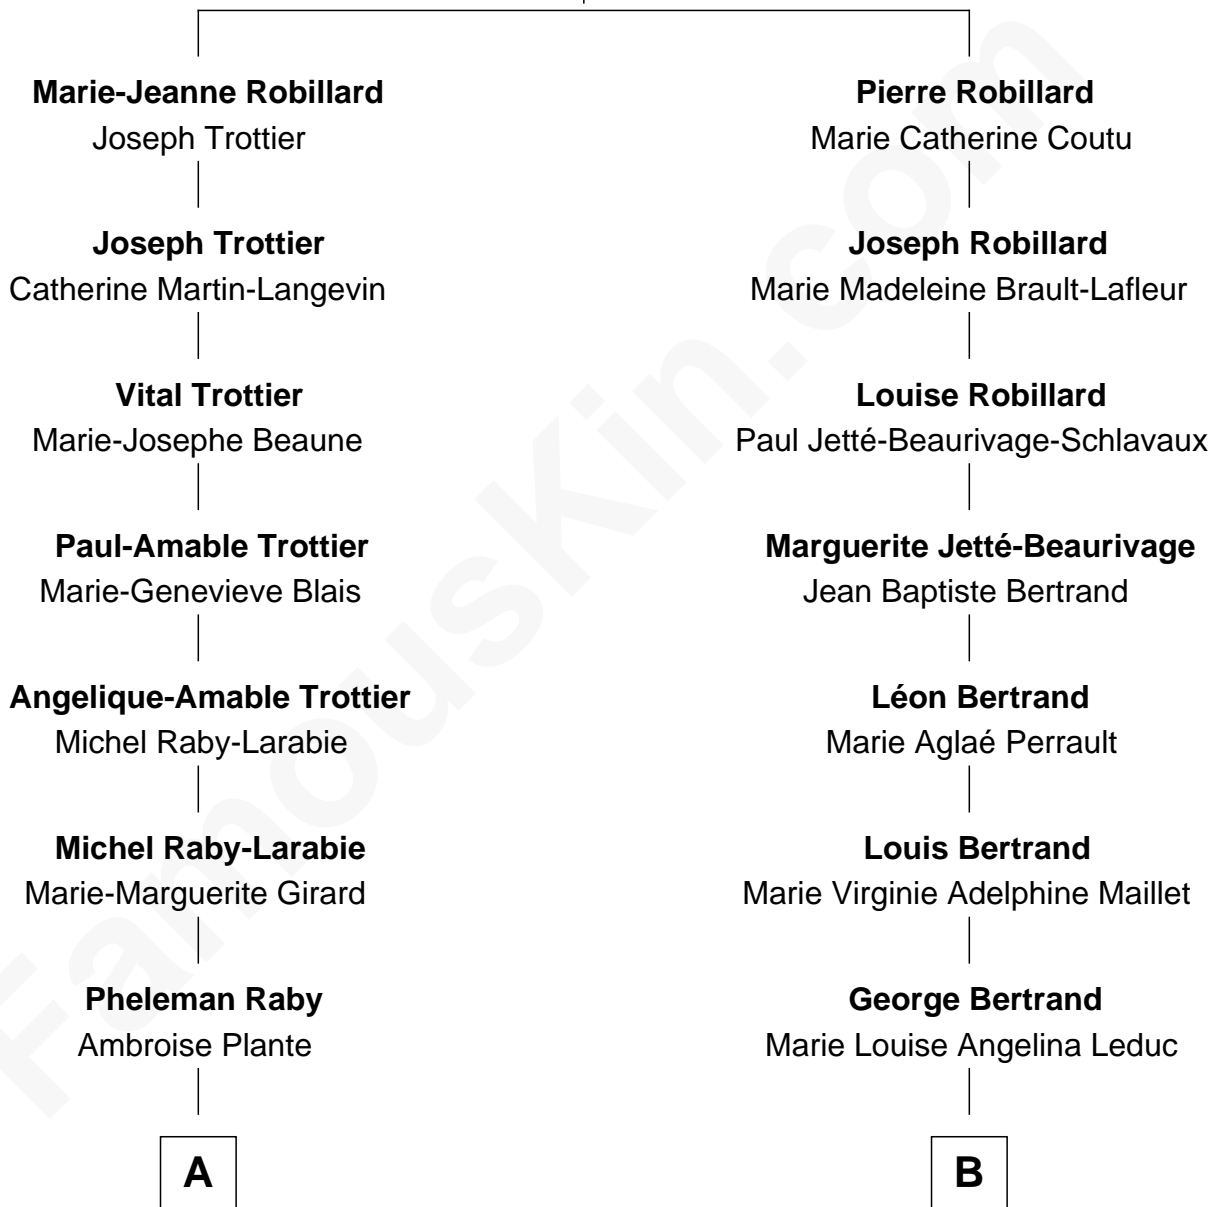 Marie-Jeanne Robillard
Joseph Trottier
Joseph Trottier
Catherine Martin-Langevin
Vital Trottier
Marie-Josephe Beaune
Paul-Amable Trottier
Marie-Genevieve Blais
Angelique-Amable Trottier
Michel Raby-Larabie
Michel Raby-Larabie
Marie-Marguerite Girard
Pheleman Raby
Ambroise Plante
A
Pierre Robillard
Marie Catherine Coutu
Joseph Robillard
Marie Madeleine Brault-Lafleur
Louise Robillard
Paul Jetté-Beaurivage-Schlavaux
Marguerite Jetté-Beaurivage
Jean Baptiste Bertrand
Léon Bertrand
Marie Aglaé Perrault
Louis Bertrand
Marie Virginie Adelphine Maillet
George Bertrand
Marie Louise Angelina Leduc
B
FamousKin.com